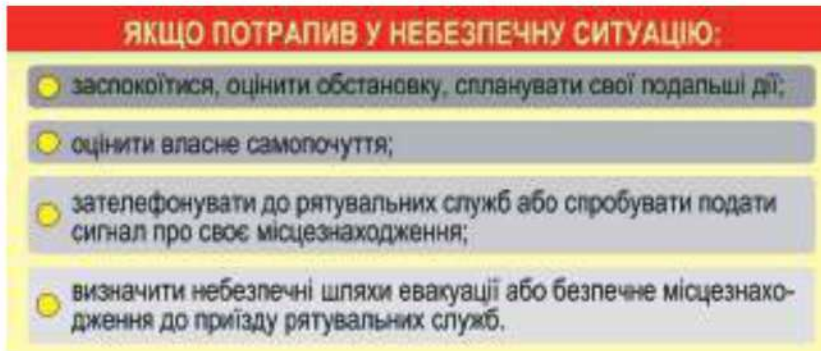 ЯКЩО ПОТРАПИВ У НЕБЕЗПЕЧНУ СИТУАЦІЮ:
заспокоїтися, оцінити обстановку, спланувати свої подальші дії;
оцінити власне самопочуття;
зателефонувати до рятувальних служб або спробувати подати
сигнал про своє місцезнаходження;
визначити небезпечні шляхи евакуації або безпечне місцезнахо-
дження до приїзду рятувальних служб.